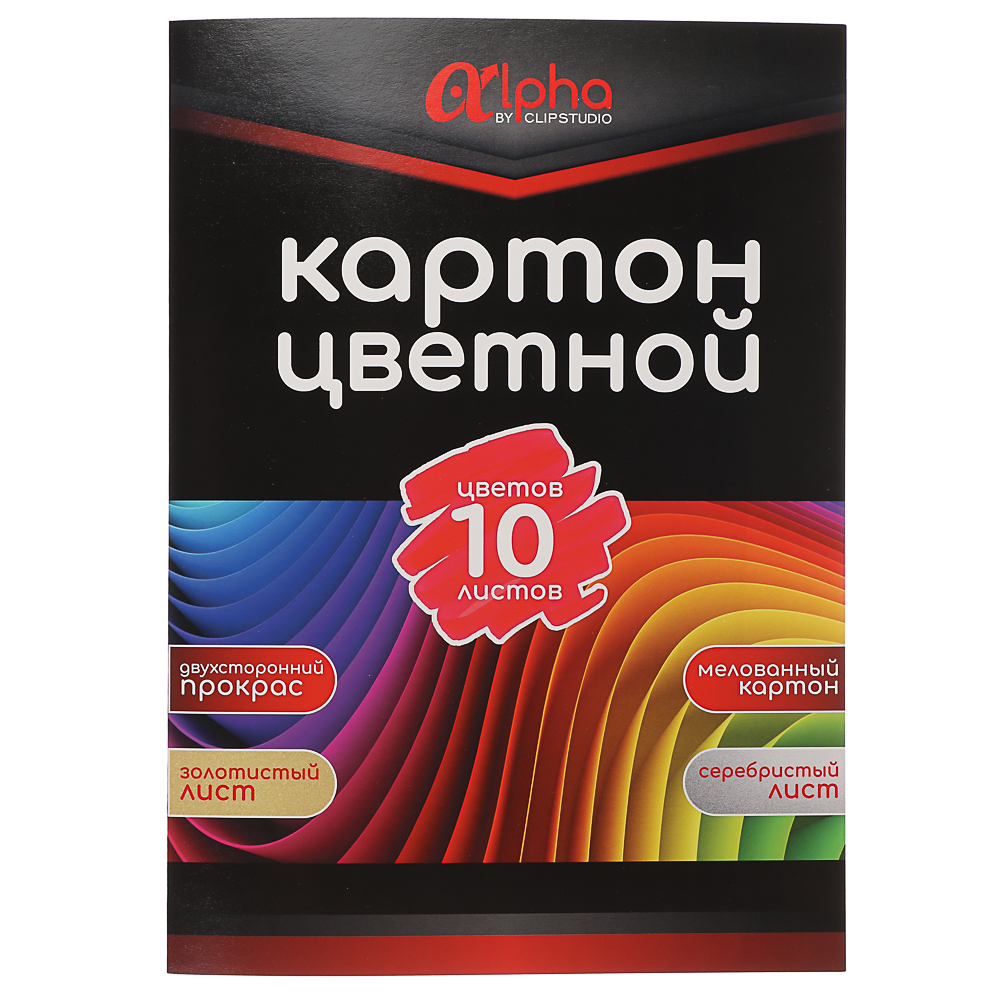 αlpha
BY CLIPSTUDIO
картон
цветной
цветов
10
листов
двухсторонний
прокрас
мелованный
картон
золотистый
лист
серебристый
лист